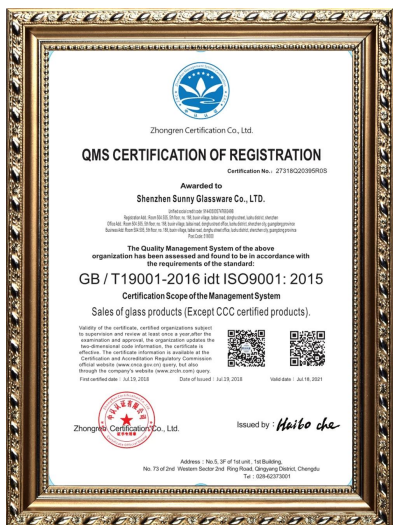 Zhongren Certification Co., Ltd.
QMS CERTIFICATION OF REGISTRATION
Certification No.: 27318Q20395R0S
Awarded to
Shenzhen Sunny Glassware Co., LTD.
The Quality Management System of the above
organization has been assessed and found to be in accordance with
the requirements of the standard:
GB / T19001-2016 idt ISO9001: 2015
Certification Scope of the Management System
Sales of glass products (Except CCC certified products).
Validity of the certificate, certified organizations subject
to supervision and review at least once a year, after the
examination and approval, the organization updates the
two-dimensional code information, the certificate is
effective. The certificate information is available at the
Certification and Accreditation Regulatory Commission
official website (www.cnca.gov.cn) query, but also
through the company's website (www.zrcfn.com) query.
First certified date : Jul.19, 2018 Date of Issued : Jul.19, 2018 Valid date : Jul.18, 2021
Zhongren Certification Co., Ltd.
Issued by : Haibo che
Address : No.5, 3F of 1st unit , 1st Building,
No. 73 of 2nd Western Sector 2nd Ring Road, Qingyang District, Chengdu
Tel : 028-62373001